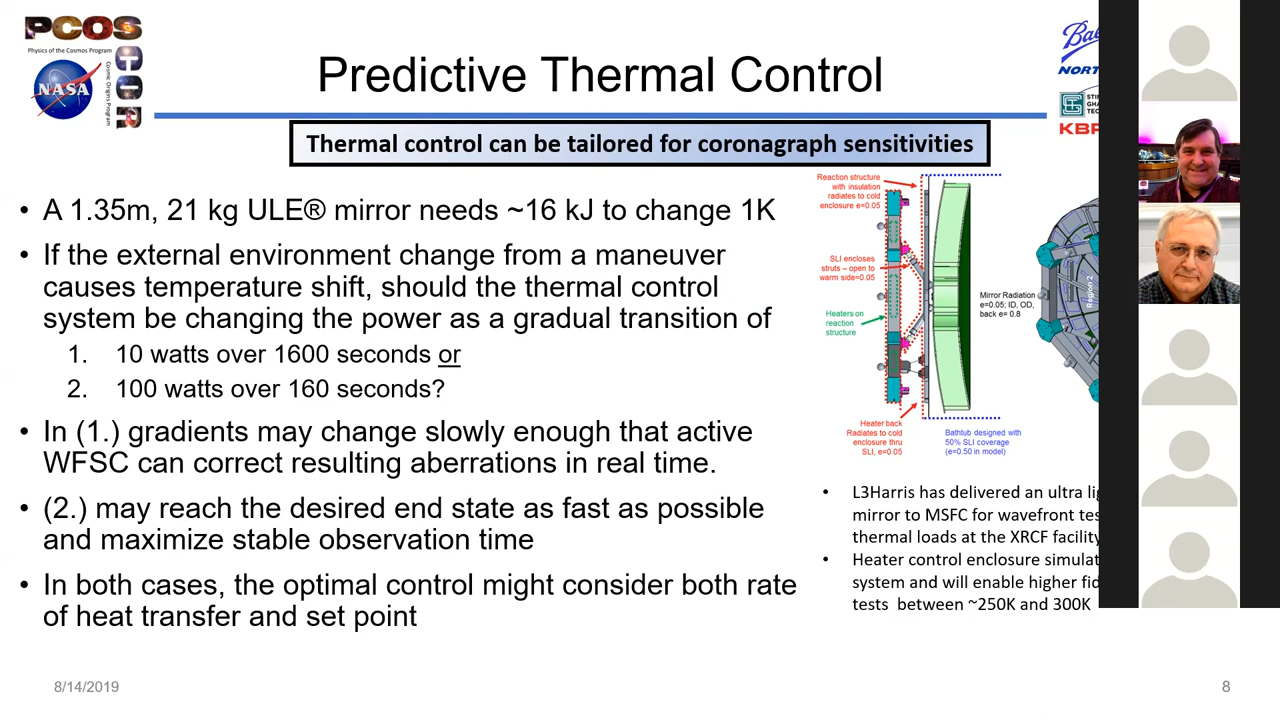 PCOS
Physics of the Cosmos Program
COR
Cosmic Origins Program
NASA
Predictive Thermal Control
Thermal control can be tailored for coronagraph sensitivities
• A 1.35m, 21 kg ULE® mirror needs ~16 kJ to change 1K
• If the external environment change from a maneuver
causes temperature shift, should the thermal control
system be changing the power as a gradual transition of
1. 10 watts over 1600 seconds or
2. 100 watts over 160 seconds?
• In (1.) gradients may change slowly enough that active
WFSC can correct resulting aberrations in real time.
• (2.) may reach the desired end state as fast as possible
and maximize stable observation time
• In both cases, the optimal control might consider both rate
of heat transfer and set point
Reaction structure
with insulation
radiates to cold
enclosure e=0.05
SLI encloses
struts – open to
warm side=0.05
Heaters on
reaction
structure
Heater back
Radiates to cold
enclosure thru
SLI, e=0.05
Mirror Radiation
e=0.05; ID, OD,
back e= 0.8
Bathtub designed with
50% SLI coverage
(e=0.50 in model)
Region 2
• L3Harris has delivered an ultra
mirror to MSFC for wavefront
thermal loads at the XRCF facility
• Heater control enclosure
system and will enable higher
tests between ~250K and 300K
8/14/2019
8